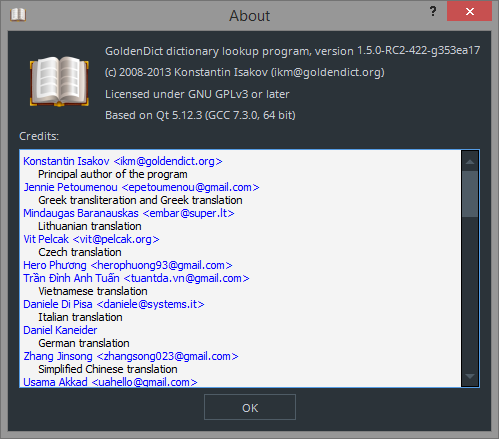 About
?
GoldenDict dictionary lookup program, version 1.5.0-RC2-422-g353ea17
(c) 2008-2013 Konstantin Isakov (ikm@goldendict.org)
Licensed under GNU GPLv3 or later
Based on Qt 5.12.3 (GCC 7.3.0, 64 bit)
Credits:
Konstantin Isakov <ikm@goldendict.org>
Principal author of the program
Jennie Petoumenou <epetoumenou@gmail.com>
Greek transliteration and Greek translation
Mindaugas Baranauskas <embar@super.lt>
Lithuanian translation
Vit Pelcak <vit@pelcak.org>
Czech translation
Hero Phương <herophuong93@gmail.com>
Trần Đình Anh Tuấn <tuantda.vn@gmail.com>
Vietnamese translation
Daniele Di Pisa <daniele@systems.it>
Italian translation
Daniel Kaneider
German translation
Zhang Jinsong <zhangsong023@gmail.com>
Simplified Chinese translation
Usama Akkad <uahello@gmail.com>
OK